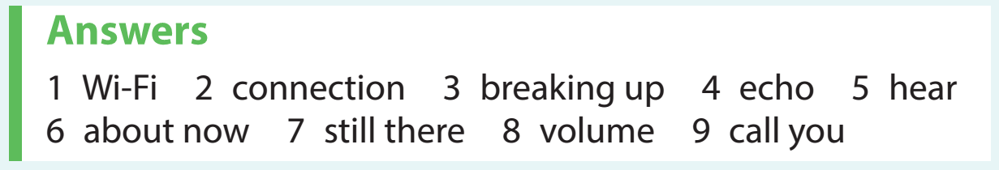 Answers
1 Wi-Fi 2 connection 3 breaking up 4 echo 5 hear
6 about now 7 still there 8 volume 9 call you